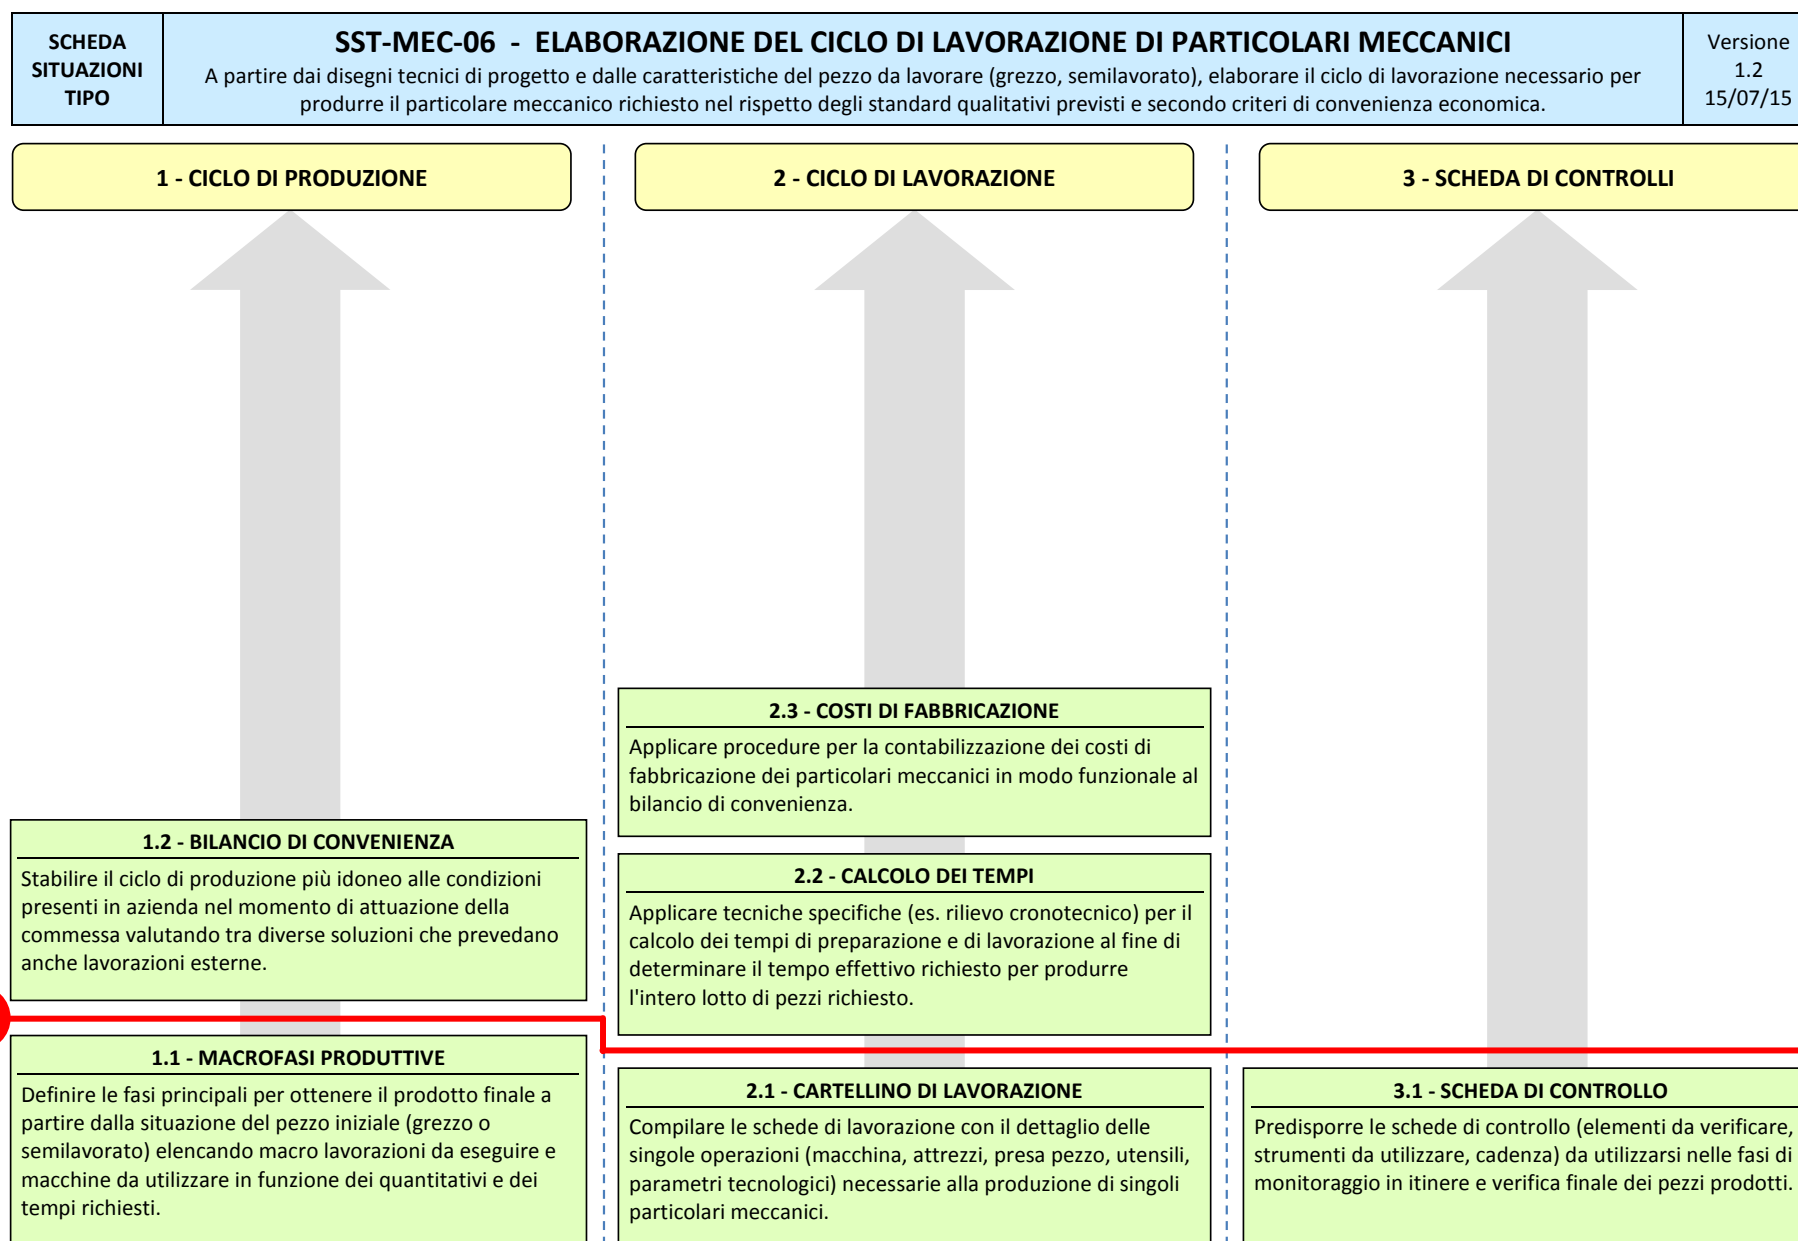 SCHEDA
SITUAZIONI
TIPO
SST-MEC-06 - ELABORAZIONE DEL CICLO DI LAVORAZIONE DI PARTICOLARI MECCANICI
A partire dai disegni tecnici di progetto e dalle caratteristiche del pezzo da lavorare (grezzo, semilavorato), elaborare il ciclo di lavorazione necessario per
produrre il particolare meccanico richiesto nel rispetto degli standard qualitativi previsti e secondo criteri di convenienza economica.
Versione
1.2
15/07/15
1 - CICLO DI PRODUZIONE
2 - CICLO DI LAVORAZIONE
3 - SCHEDA DI CONTROLLI
2.3 - COSTI DI FABBRICAZIONE
Applicare procedure per la contabilizzazione dei costi di
fabbricazione dei particolari meccanici in modo funzionale al
bilancio di convenienza.
1.2 - BILANCIO DI CONVENIENZA
Stabilire il ciclo di produzione più idoneo alle condizioni
presenti in azienda nel momento di attuazione della
commessa valutando tra diverse soluzioni che prevedano
anche lavorazioni esterne.
2.2 - CALCOLO DEI TEMPI
Applicare tecniche specifiche (es. rilievo cronotecnico) per il
calcolo dei tempi di preparazione e di lavorazione al fine di
determinare il tempo effettivo richiesto per produrre
l'intero lotto di pezzi richiesto.
1.1 - MACROFASI PRODUTTIVE
Definire le fasi principali per ottenere il prodotto finale a
partire dalla situazione del pezzo iniziale (grezzo o
semilavorato) elencando macro lavorazioni da eseguire e
macchine da utilizzare in funzione dei quantitativi e dei
tempi richiesti.
2.1 - CARTELLINO DI LAVORAZIONE
Compilare le schede di lavorazione con il dettaglio delle
singole operazioni (macchina, attrezzi, presa pezzo, utensili,
parametri tecnologici) necessarie alla produzione di singoli
particolari meccanici.
3.1 - SCHEDA DI CONTROLLO
Predisporre le schede di controllo (elementi da verificare,
strumenti da utilizzare, cadenza) da utilizzarsi nelle fasi di
monitoraggio in itinere e verifica finale dei pezzi prodotti.